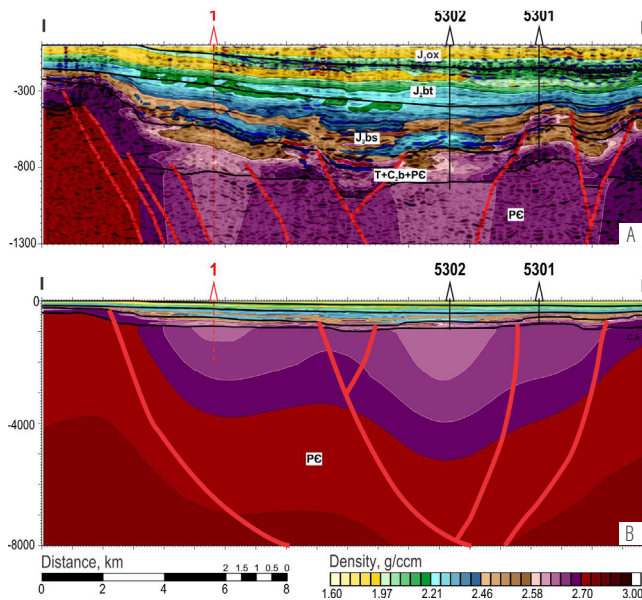 I 1 5302 5301 I
J₃ox
-300
J₂bt
J₂bs
-800
T+C₂b+PЄ
PЄ
-1300
A
I 1 5302 5301 I
0
-4000
PЄ
-8000
B
Distance, km 2 1.5 1 0.5 0
0 2 4 6 8
Density, g/ccm
1.60 1.97 2.21 2.46 2.58 2.70 3.00